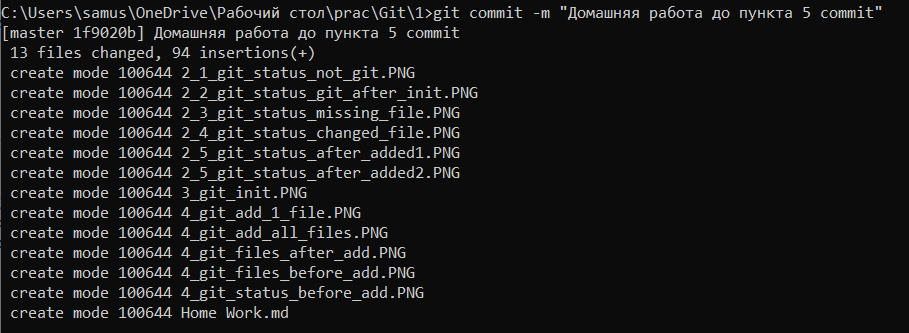 C:\Users\samus\OneDrive\Рабочий стол\prac\Git\1>git commit -m "Домашняя работа до пункта 5 commit"
[master 1f9020b] Домашняя работа до пункта 5 commit
 13 files changed, 94 insertions(+)
 create mode 100644 2_1_git_status_not_git.PNG
 create mode 100644 2_2_git_status_git_after_init.PNG
 create mode 100644 2_3_git_status_missing_file.PNG
 create mode 100644 2_4_git_status_changed_file.PNG
 create mode 100644 2_5_git_status_after_added1.PNG
 create mode 100644 2_5_git_status_after_added2.PNG
 create mode 100644 3_git_init.PNG
 create mode 100644 4_git_add_1_file.PNG
 create mode 100644 4_git_add_all_files.PNG
 create mode 100644 4_git_files_after_add.PNG
 create mode 100644 4_git_files_before_add.PNG
 create mode 100644 4_git_status_before_add.PNG
 create mode 100644 Home Work.md